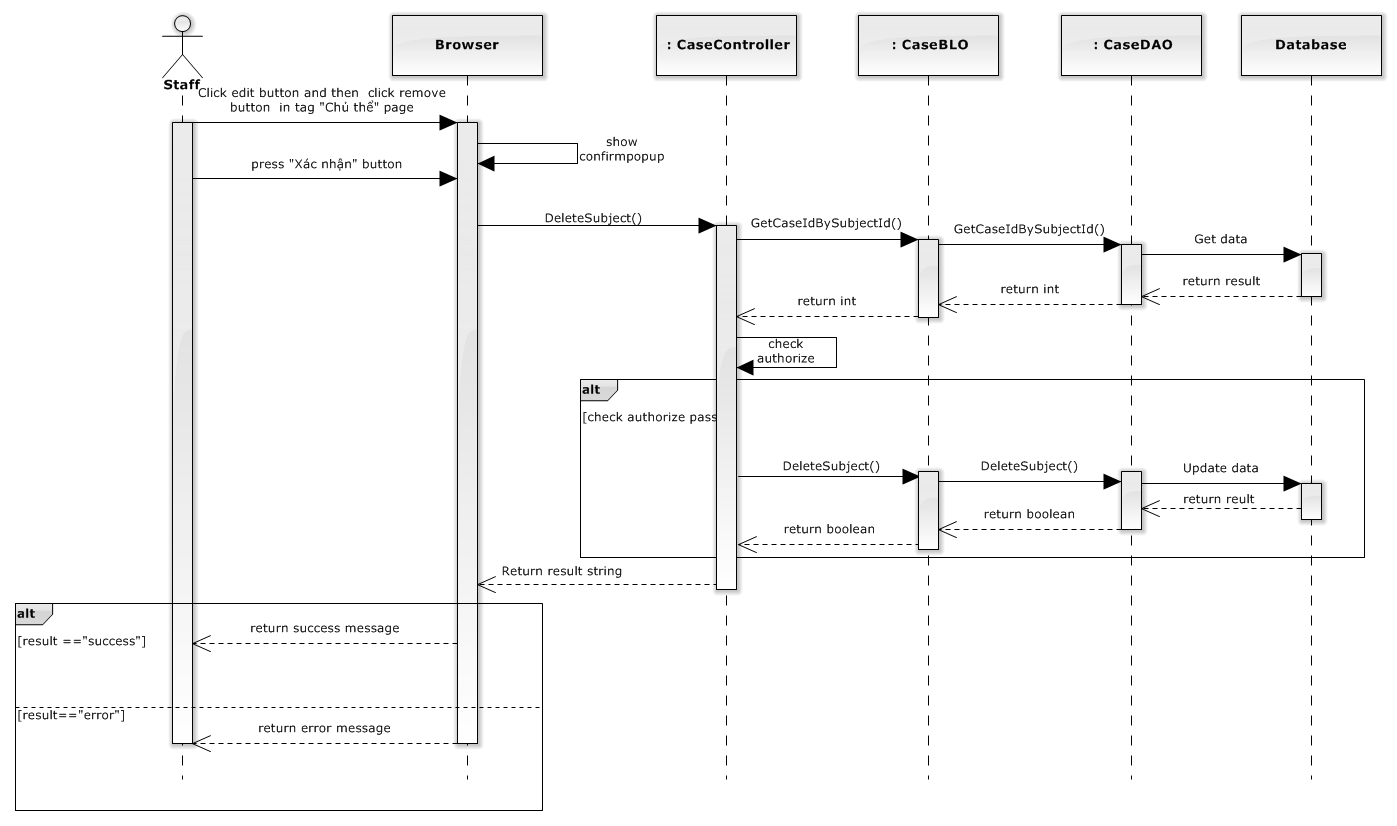 Staff
Browser
: CaseController
: CaseBLO
: CaseDAO
Database
Click edit button and then  click remove
button  in tag "Chủ thể" page
show
confirmpopup
press "Xác nhận" button
DeleteSubject()
GetCaseIdBySubjectId()
GetCaseIdBySubjectId()
Get data
return result
return int
return int
check
authorize
alt
[check authorize pass
DeleteSubject()
DeleteSubject()
Update data
return reult
return boolean
return boolean
Return result string
alt
return success message
[result =="success"]
[result=="error"]
return error message